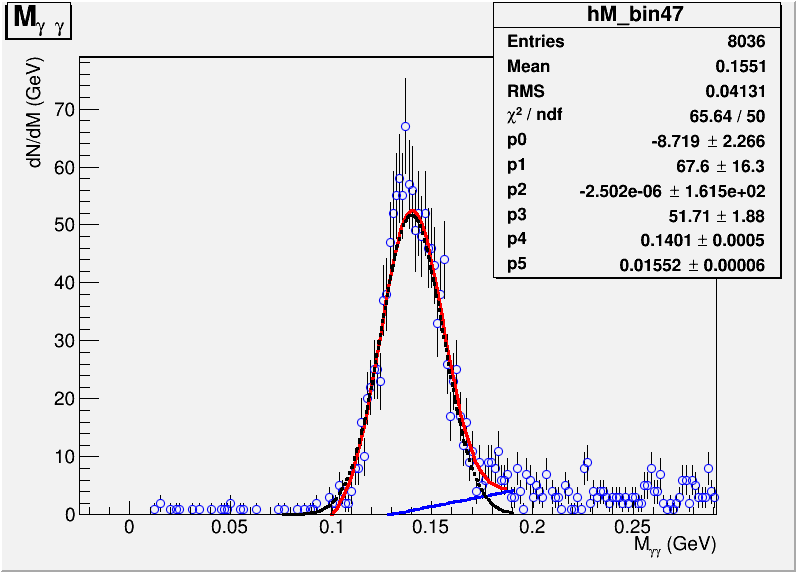 M γ γ
hM_bin47
Entries 8036
Mean 0.1551
RMS 0.04131
χ² / ndf 65.64 / 50
p0 -8.719 ± 2.266
p1 67.6 ± 16.3
p2 -2.502e-06 ± 1.615e+02
p3 51.71 ± 1.88
p4 0.1401 ± 0.0005
p5 0.01552 ± 0.00006
dN/dM (GeV)
70
60
50
40
30
20
10
0
0 0.05 0.1 0.15 0.2 0.25
M γγ (GeV)